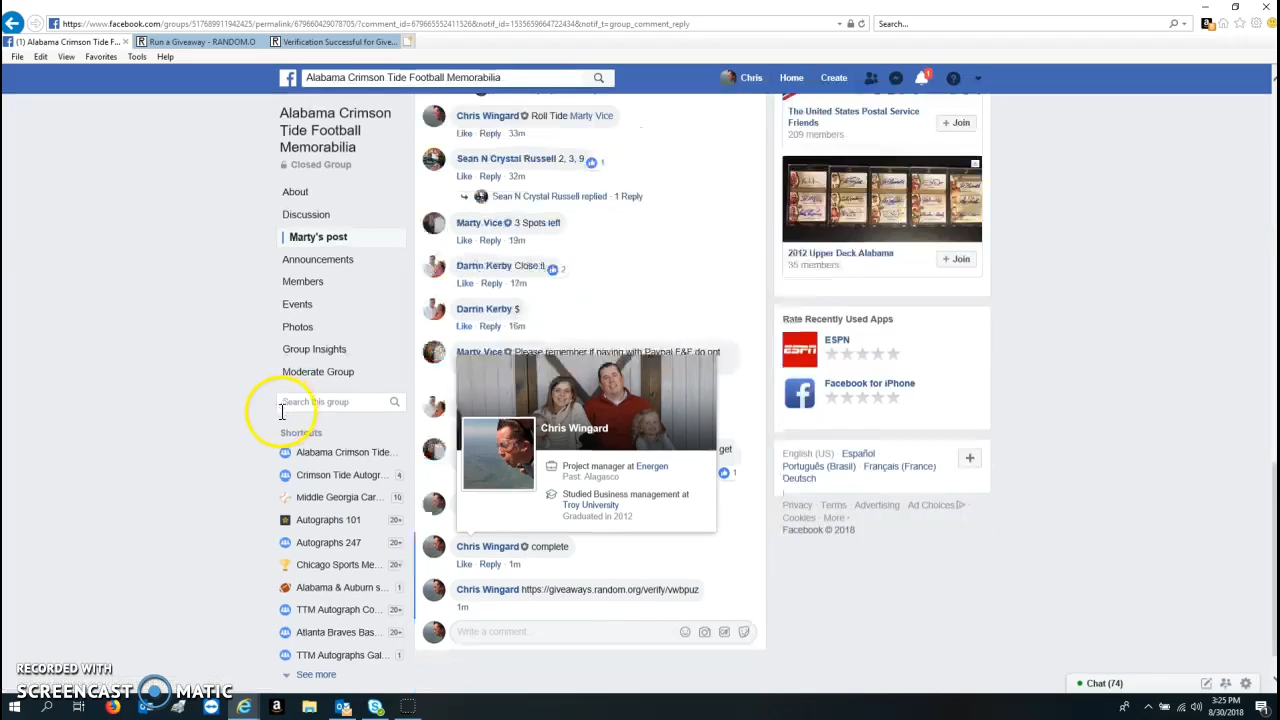 https://www.facebook.com/groups/517689911942425/permalink/679660429078705/?comment_id=67966552411526&notif_id=1535659664722434&notif_t=group_comment_reply
Search...
(1) Alabama Crimson Tide F...
Run a Giveaway - RANDOM.O
Verification Successful for Give...
File Edit View Favorites Tools Help
Alabama Crimson Tide Football Memorabilia
Chris Home Create 1
Alabama Crimson
Tide Football
Memorabilia
Closed Group
About
Discussion
Marty's post
Announcements
Members
Events
Photos
Group Insights
Moderate Group
Search this group
Shortcuts
Alabama Crimson Tide...
Crimson Tide Autogr... 4
Middle Georgia Car... 10
Autographs 101 20+
Autographs 247 20+
Chicago Sports Me... 20+
Alabama & Auburn s... 1
TTM Autograph Co... 20+
Atlanta Braves Bas... 20+
TTM Autographs Gal... 1
See more
Chris Wingard Roll Tide Marty Vice
Like · Reply · 33m
Sean N Crystal Russell 2, 3, 9 1
Like · Reply · 32m
Sean N Crystal Russell replied · 1 Reply
Marty Vice 3 Spots left
Like · Reply · 19m
Darrin Kerby Close!! 2
Like · Reply · 17m
Darrin Kerby $
Like · Reply · 16m
Marty Vice Please remember if paying with Paypal F&F do not
Chris Wingard
Project manager at Energen
Past: Alagasco
Studied Business management at
Troy University
Graduated in 2012
get
1
Chris Wingard complete
Like · Reply · 1m
Chris Wingard https://giveaways.random.org/verify/vwbpuz
1m
Write a comment...
The United States Postal Service
Friends
209 members
+ Join
2012 Upper Deck Alabama
35 members
+ Join
Rate Recently Used Apps
ESPN
Facebook for iPhone
English (US) · Español ·
Português (Brasil) · Français (France) ·
Deutsch
Privacy · Terms · Advertising · Ad Choices ·
Cookies · More
Facebook © 2018
Chat (74)
RECORDED WITH
SCREENCAST MATIC
3:25 PM
8/30/2018